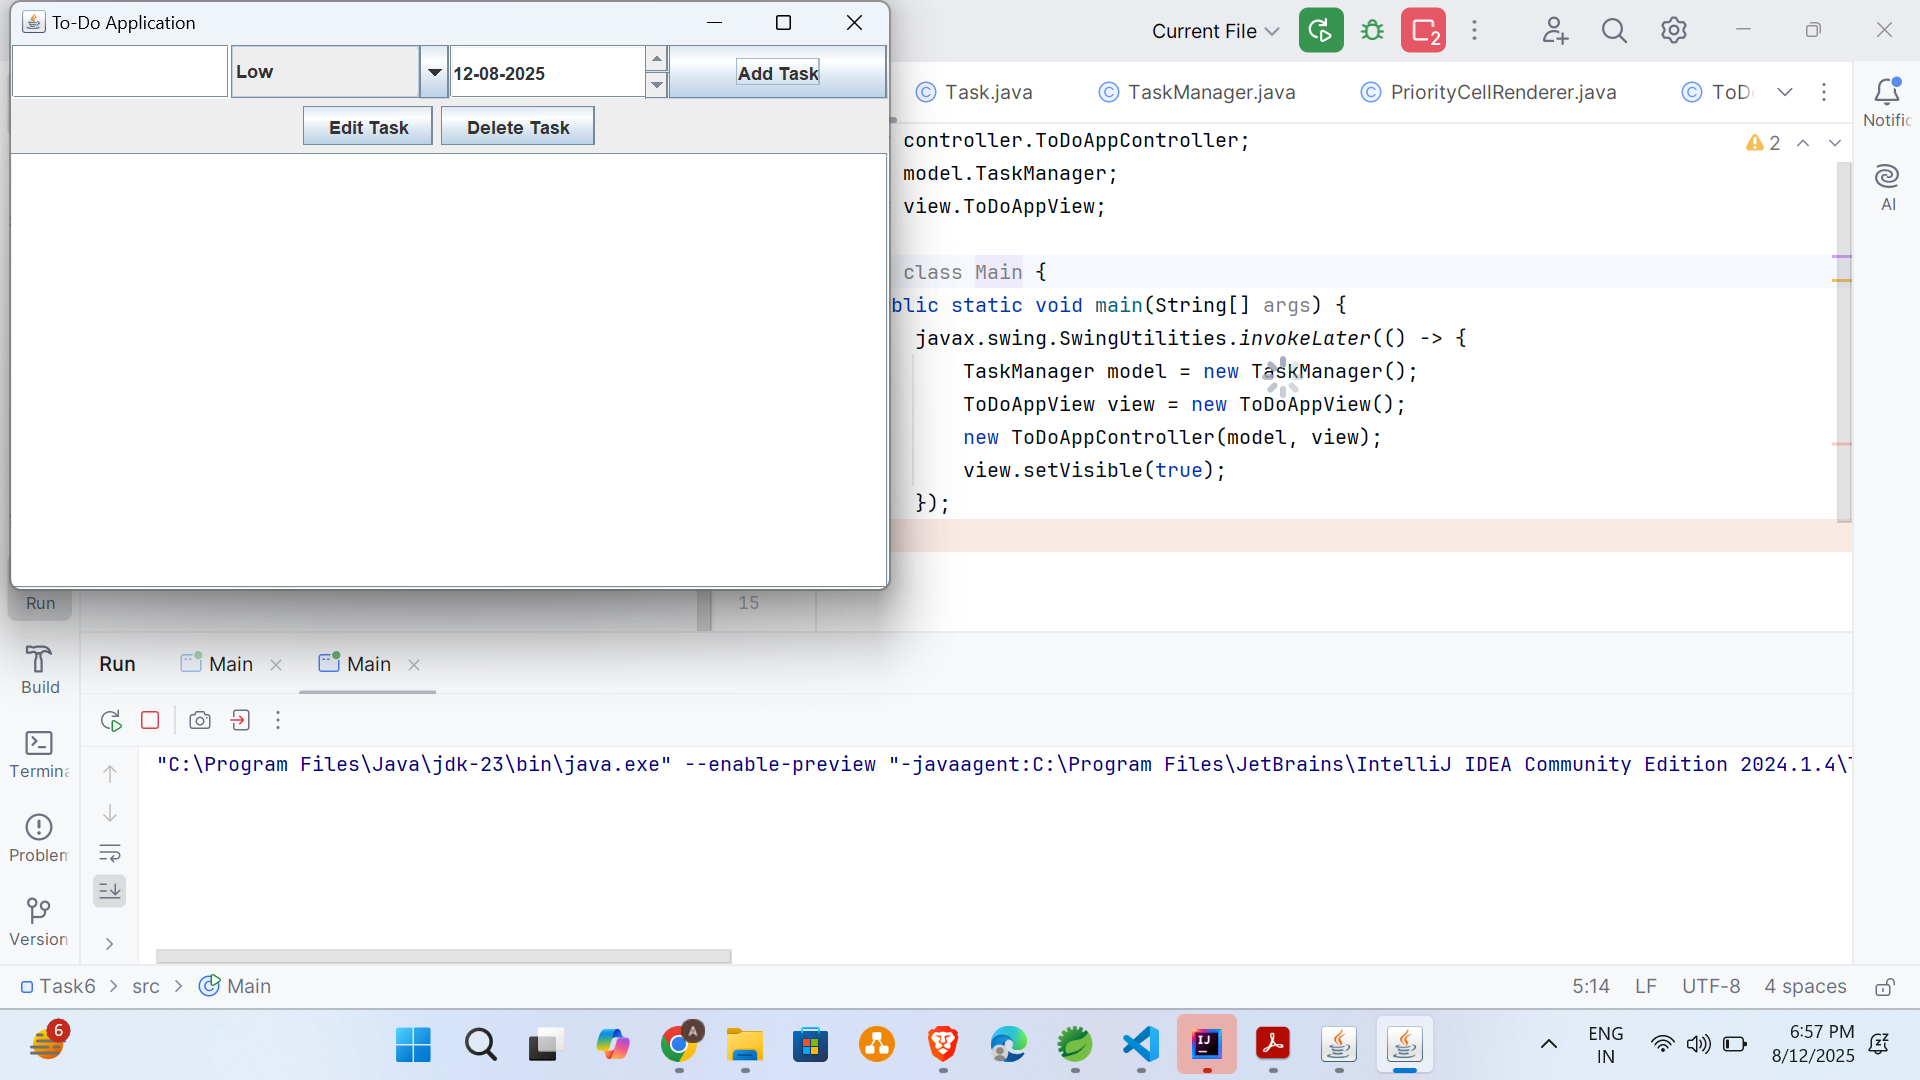 To-Do Application
Low
12-08-2025
Add Task
Edit Task
Delete Task
Current File
2
Task.java
TaskManager.java
PriorityCellRenderer.java
ToD
2
controller.ToDoAppController;
model.TaskManager;
view.ToDoAppView;
class Main {
blic static void main(String[] args) {
javax.swing.SwingUtilities.invokeLater(() -> {
TaskManager model = new TaskManager();
ToDoAppView view = new ToDoAppView();
new ToDoAppController(model, view);
view.setVisible(true);
});
15
Notific
AI
Run
Build
Termina
Problem
Version
Run
Main
Main
"C:\Program Files\Java\jdk-23\bin\java.exe" --enable-preview "-javaagent:C:\Program Files\JetBrains\IntelliJ IDEA Community Edition 2024.1.4\
Task6 > src > Main
5:14 LF UTF-8 4 spaces
6
A
IJ
ENG
IN
6:57 PM
8/12/2025